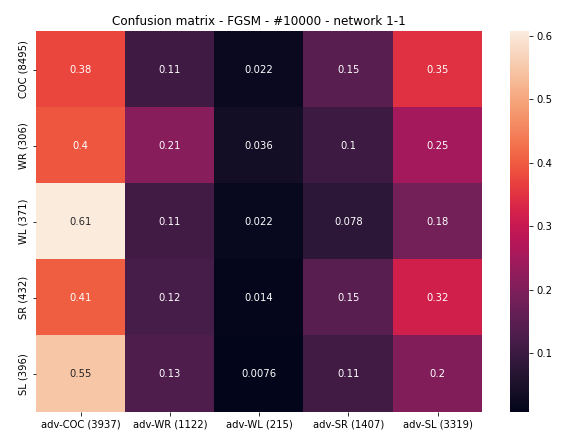 Confusion matrix - FGSM - #10000 - network 1-1
COC (8495) 0.38 0.11 0.022 0.15 0.35
WR (306) 0.4 0.21 0.036 0.1 0.25
WL (371) 0.61 0.11 0.022 0.078 0.18
SR (432) 0.41 0.12 0.014 0.15 0.32
SL (396) 0.55 0.13 0.0076 0.11 0.2
adv-COC (3937) adv-WR (1122) adv-WL (215) adv-SR (1407) adv-SL (3319)
0.6
0.5
0.4
0.3
0.2
0.1